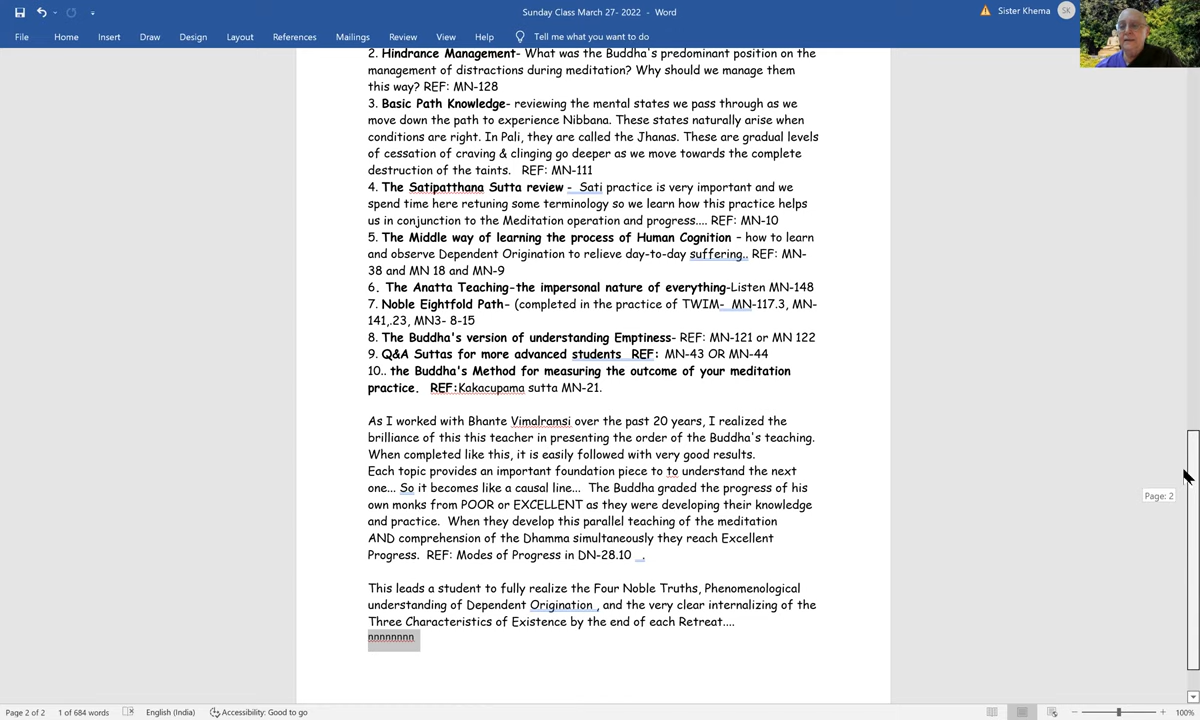 Sunday Class March 27- 2022 - Word
Sister Khema
SK
File Home Insert Draw Design Layout References Mailings Review View Help Tell me what you want to do
2. Hindrance Management- What was the Buddha's predominant position on the
management of distractions during meditation? Why should we manage them
this way? REF: MN-128
3. Basic Path Knowledge- reviewing the mental states we pass through as we
move down the path to experience Nibbana. These states naturally arise when
conditions are right. In Pali, they are called the Jhanas. These are gradual levels
of cessation of craving & clinging go deeper as we move towards the complete
destruction of the taints. REF: MN-111
4. The Satipatthana Sutta review - Sati practice is very important and we
spend time here retuning some terminology so we learn how this practice helps
us in conjunction to the Meditation operation and progress.... REF: MN-10
5. The Middle way of learning the process of Human Cognition - how to learn
and observe Dependent Origination to relieve day-to-day suffering.. REF: MN-
38 and MN 18 and MN-9
6. The Anatta Teaching-the impersonal nature of everything-Listen MN-148
7. Noble Eightfold Path- (completed in the practice of TWIM- MN-117.3, MN-
141,.23, MN3- 8-15
8. The Buddha's version of understanding Emptiness- REF: MN-121 or MN 122
9. Q&A Suttas for more advanced students REF: MN-43 OR MN-44
10.. the Buddha's Method for measuring the outcome of your meditation
practice. REF:Kakacupama sutta MN-21.
As I worked with Bhante Vimalramsi over the past 20 years, I realized the
brilliance of this this teacher in presenting the order of the Buddha's teaching.
When completed like this, it is easily followed with very good results.
Each topic provides an important foundation piece to to understand the next
one... So it becomes like a causal line... The Buddha graded the progress of his
own monks from POOR or EXCELLENT as they were developing their knowledge
and practice. When they develop this parallel teaching of the meditation
AND comprehension of the Dhamma simultaneously they reach Excellent
Progress. REF: Modes of Progress in DN-28.10 .
This leads a student to fully realize the Four Noble Truths, Phenomenological
understanding of Dependent Origination , and the very clear internalizing of the
Three Characteristics of Existence by the end of each Retreat....
nnnnnnnn
Page: 2
Page 2 of 2 1 of 684 words English (India) Accessibility: Good to go 100%